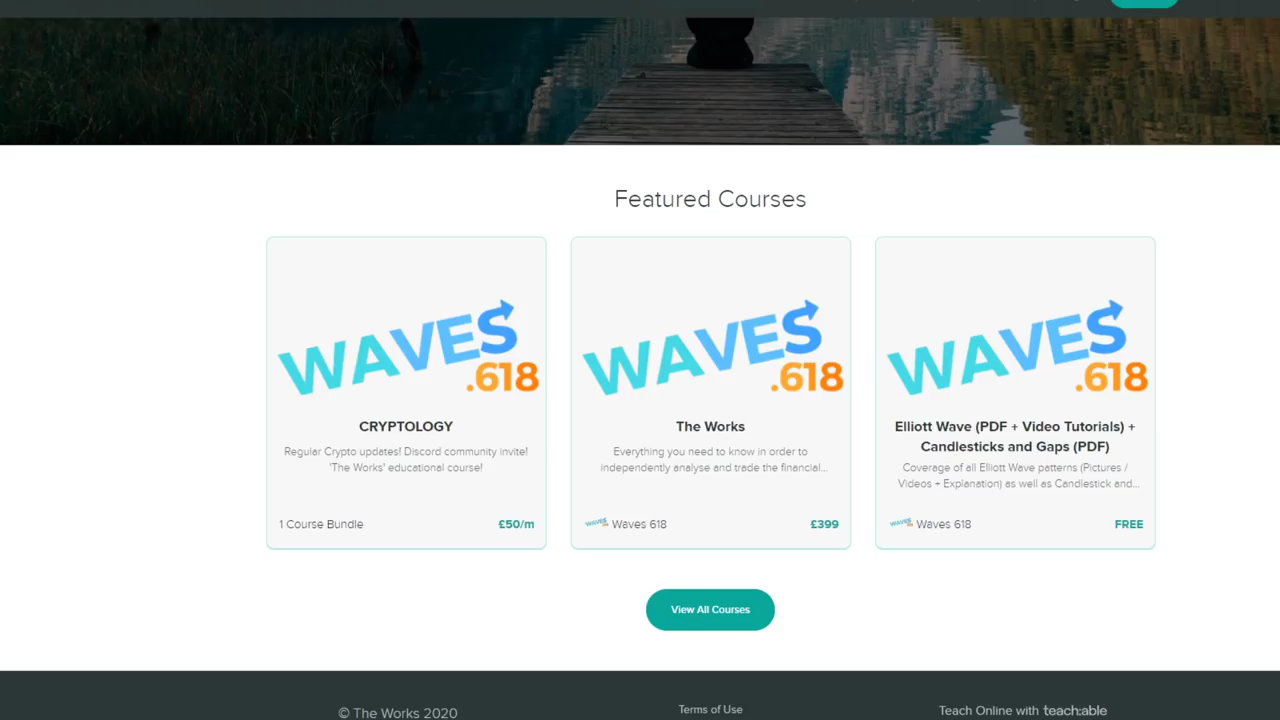 Featured Courses
WAVES
.618
CRYPTOLOGY
Regular Crypto updates! Discord community invite!
'The Works' educational course!
1 Course Bundle
£50/m
WAVES
.618
The Works
Everything you need to know in order to
independently analyse and trade the financial...
Waves 618
£399
WAVES
.618
Elliott Wave (PDF + Video Tutorials) +
Candlesticks and Gaps (PDF)
Coverage of all Elliott Wave patterns (Pictures /
Videos + Explanation) as well as Candlestick and...
Waves 618
FREE
View All Courses
© The Works 2020
Terms of Use
Teach Online with teach:able